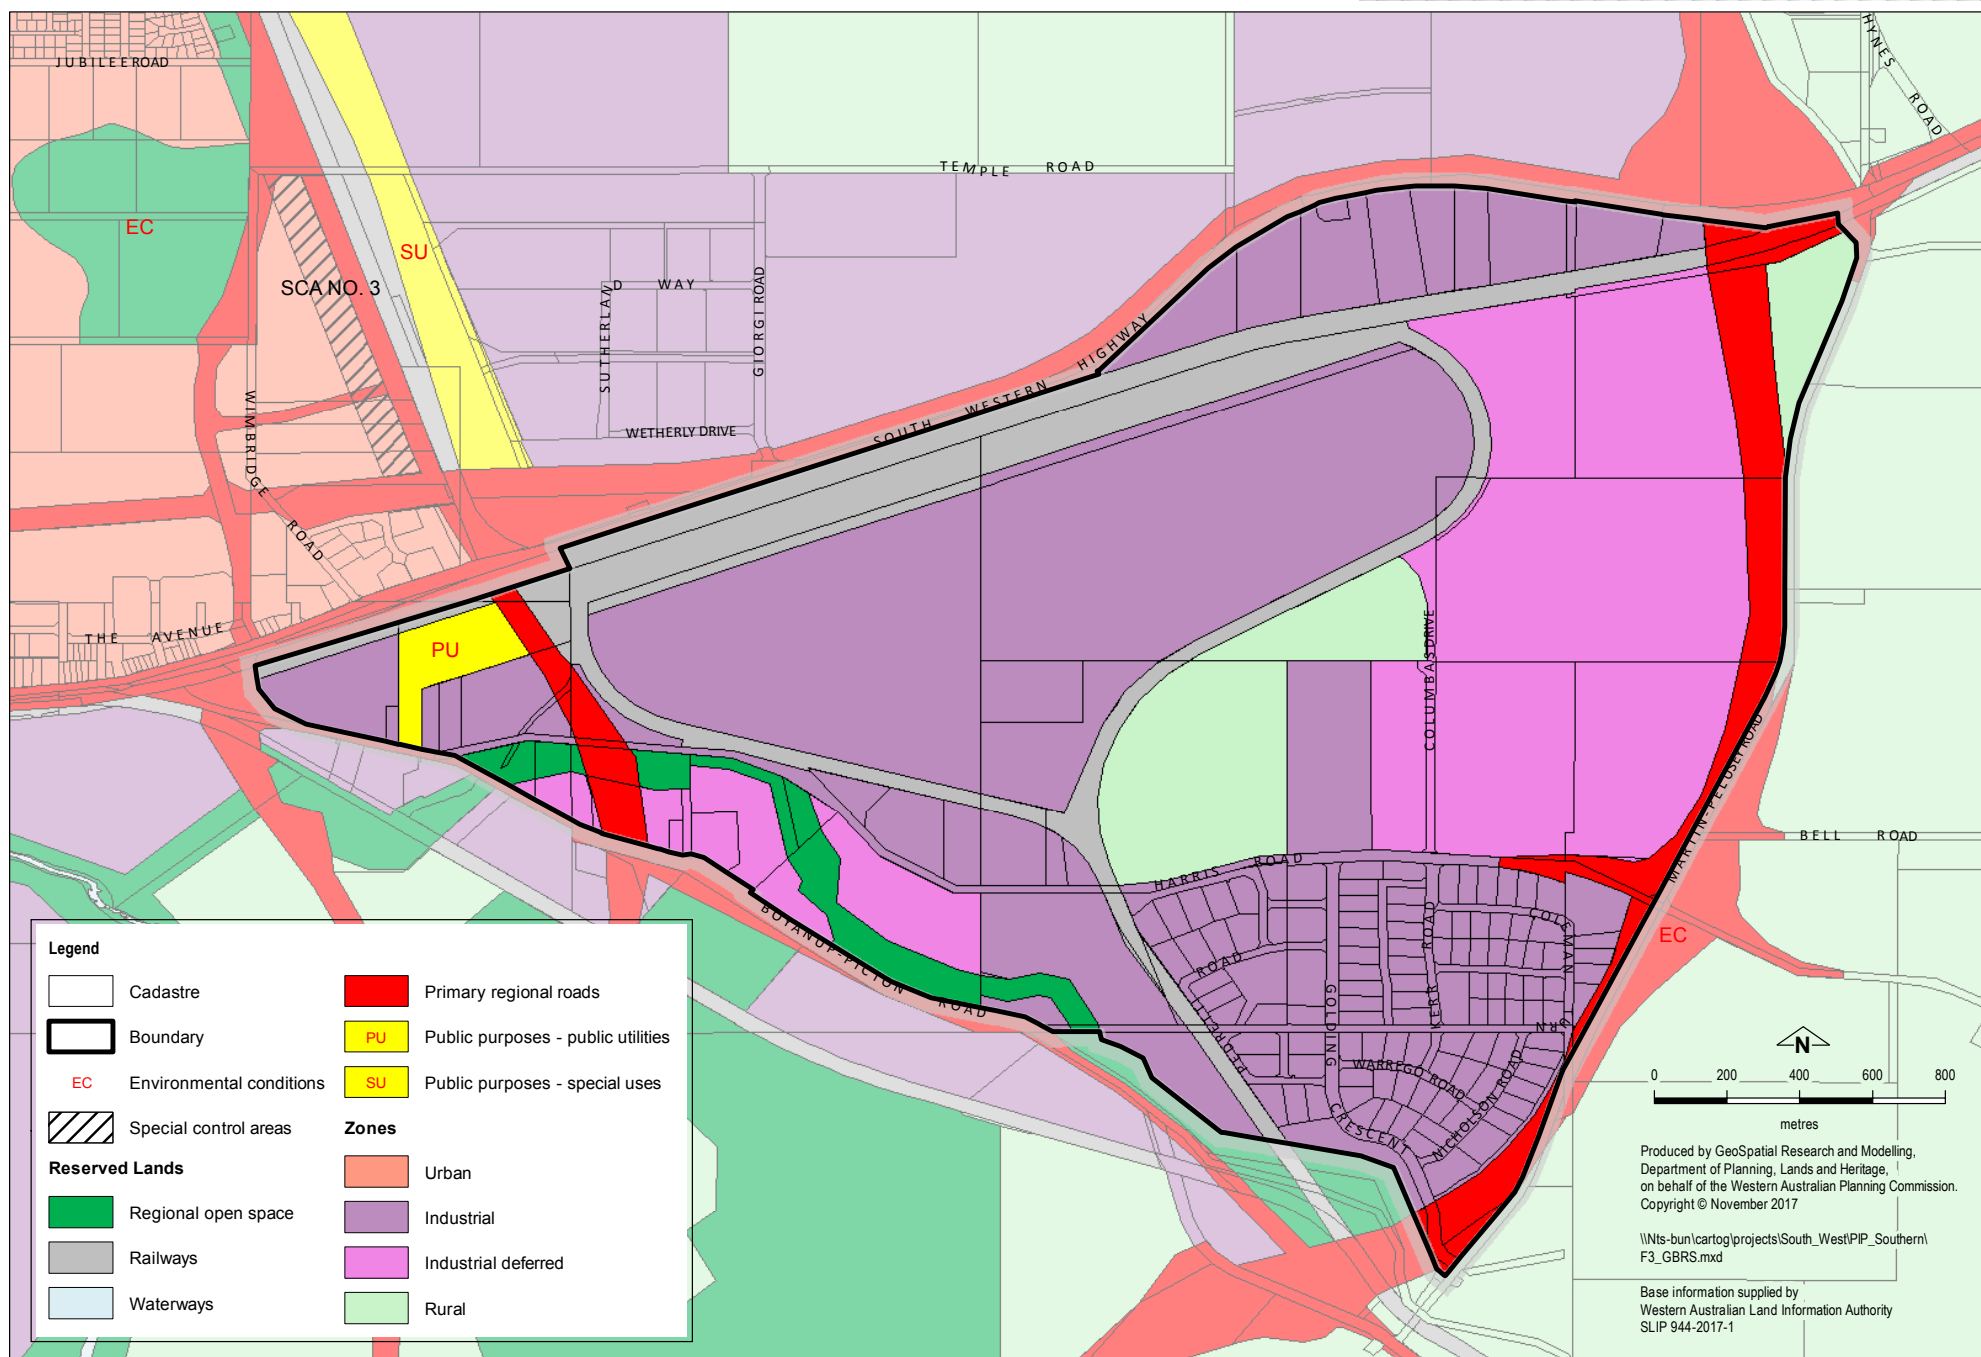 JUBILEE ROAD
HYNES ROAD
TEMPLE ROAD
EC
SU
SCA NO. 3
SUTHERLAND WAY
GIORGI ROAD
WETHERLY DRIVE
WIMBRIDGE ROAD
SOUTH WESTERN HIGHWAY
THE AVENUE
PU
COLUMBAS DRIVE
MARTIN-PELUSEY ROAD
BELL ROAD
HARRIS ROAD
BOYANUP-PICTON ROAD
COLEMAN TURN
EC
KERR ROAD
GOLDING CRESCENT
PEDRETTI ROAD
WARREGO ROAD
NICHOLSON ROAD
Legend
Cadastre
Boundary
EC Environmental conditions
Special control areas
Reserved Lands
Regional open space
Railways
Waterways
Primary regional roads
PU Public purposes - public utilities
SU Public purposes - special uses
Zones
Urban
Industrial
Industrial deferred
Rural
N
0 200 400 600 800
metres
Produced by GeoSpatial Research and Modelling,
Department of Planning, Lands and Heritage,
on behalf of the Western Australian Planning Commission.
Copyright © November 2017
\\Nts-bun\cartog\projects\South_West\PIP_Southern\
F3_GBRS.mxd
Base information supplied by
Western Australian Land Information Authority
SLIP 944-2017-1